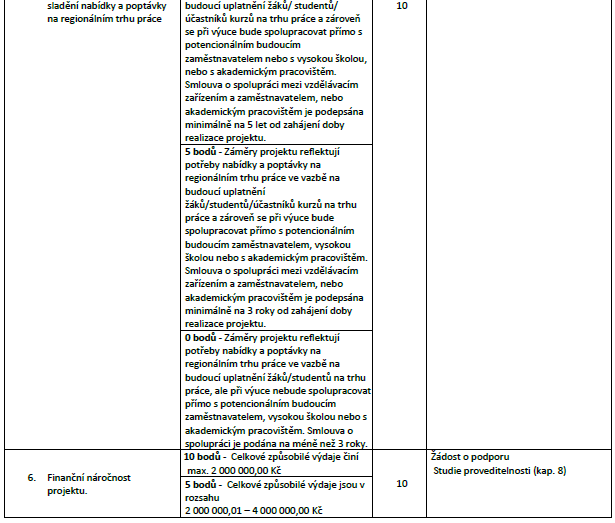 sladění nabídky a poptávky
na regionálním trhu práce
budoucí uplatnění žáků/ studentů/
účastníků kurzů na trhu práce a zároveň
se při výuce bude spolupracovat přímo s
potencionálním budoucím
zaměstnavatelem nebo s vysokou školou,
nebo s akademickým pracovištěm.
Smlouva o spolupráci mezi vzdělávacím
zařízením a zaměstnavatelem, nebo
akademickým pracovištěm je podepsána
minimálně na 5 let od zahájení doby
realizace projektu.
10
5 bodů - Záměry projektu reflektují
potřeby nabídky a poptávky na
regionálním trhu práce ve vazbě na
budoucí uplatnění
žáků/studentů/účastníků kurzů na trhu
práce a zároveň se při výuce bude
spolupracovat přímo s potencionálním
budoucím zaměstnavatelem, vysokou
školou nebo s akademickým pracovištěm.
Smlouva o spolupráci mezi vzdělávacím
zařízením a zaměstnavatelem, nebo
akademickým pracovištěm je podepsána
minimálně na 3 roky od zahájení doby
realizace projektu.
0 bodů - Záměry projektu reflektují
potřeby nabídky a poptávky na
regionálním trhu práce ve vazbě na
budoucí uplatnění žáků/studentů na trhu
práce, ale při výuce nebude spolupracovat
přímo s potencionálním budoucím
zaměstnavatelem, vysokou školou nebo s
akademickým pracovištěm. Smlouva o
spolupráci je podána na méně než 3 roky.
6. Finanční náročnost
projektu.
10 bodů - Celkové způsobilé výdaje činí
max. 2 000 000,00 Kč
5 bodů - Celkové způsobilé výdaje jsou v
rozsahu
2 000 000,01 – 4 000 000,00 Kč
10
Žádost o podporu
Studie proveditelnosti (kap. 8)